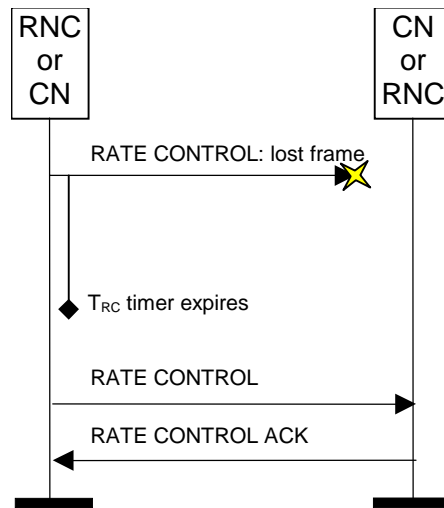 RNC
or
CN
CN
or
RNC
RATE CONTROL: lost frame
TRC timer expires
RATE CONTROL
RATE CONTROL ACK